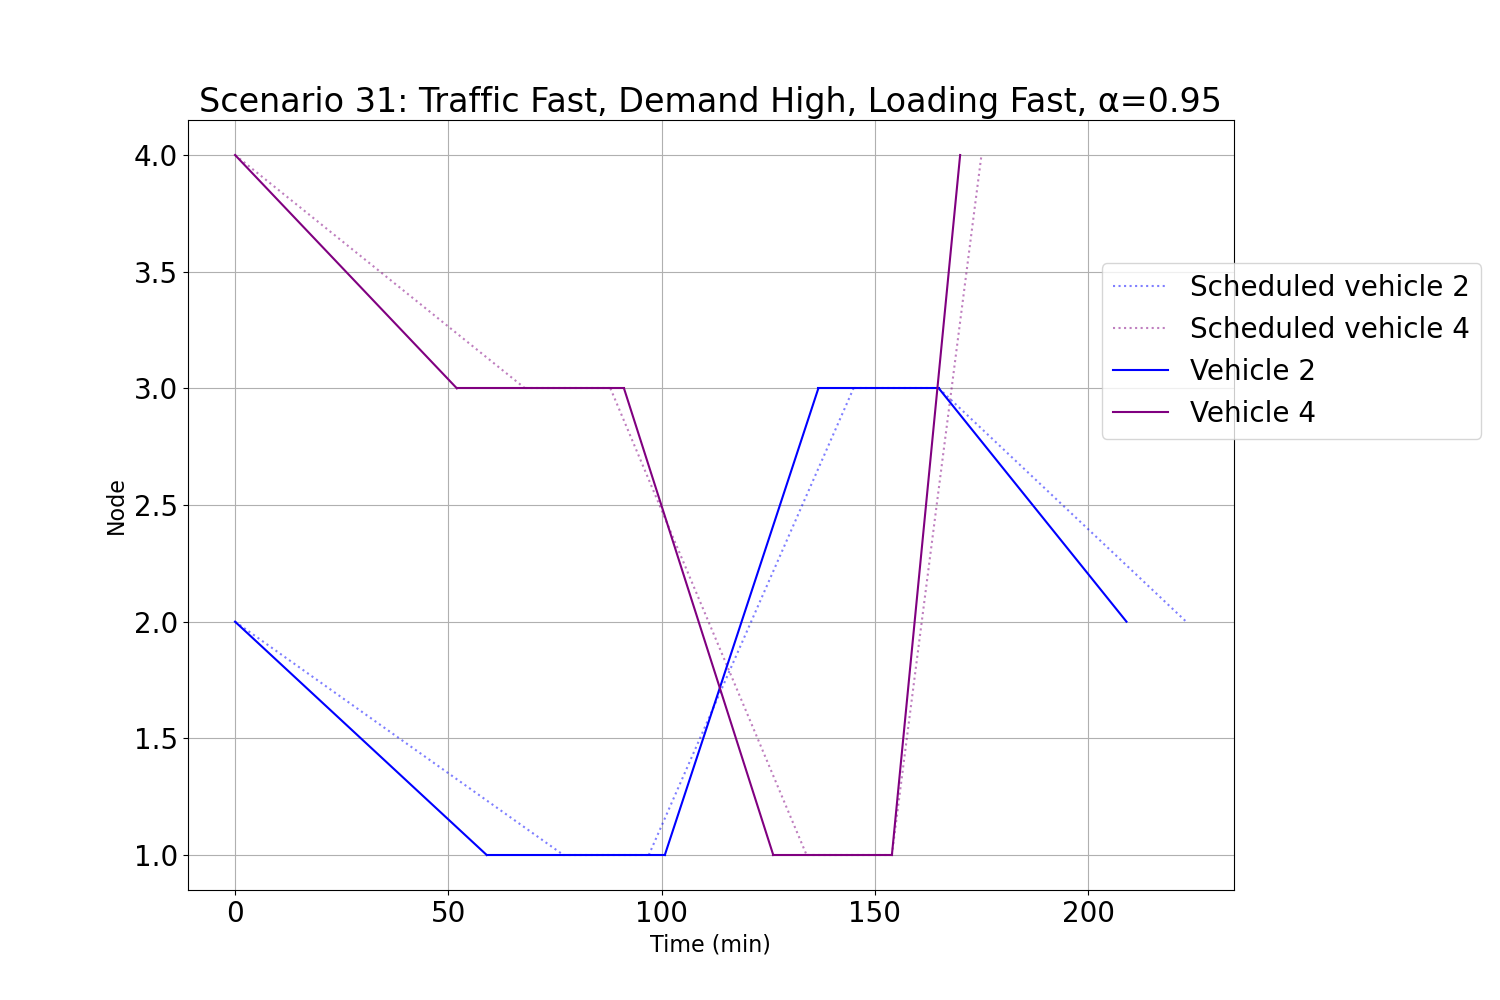 Scenario 31: Traffic Fast, Demand High, Loading Fast, α=0.95
4.0
3.5
3.0
2.5
2.0
1.5
1.0
Node
0 50 100 150 200
Time (min)
Scheduled vehicle 2
Scheduled vehicle 4
Vehicle 2
Vehicle 4